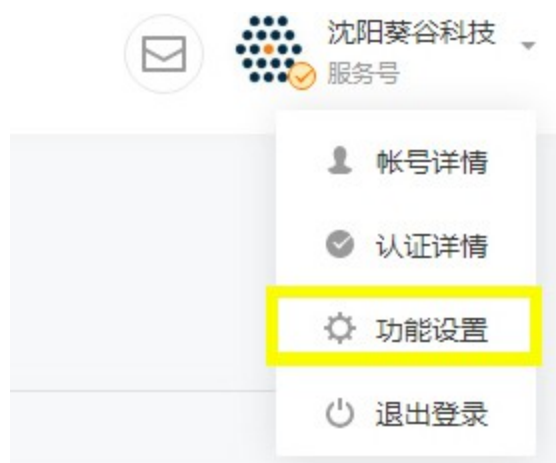 沈阳葵谷科技
服务号
帐号详情
认证详情
功能设置
退出登录